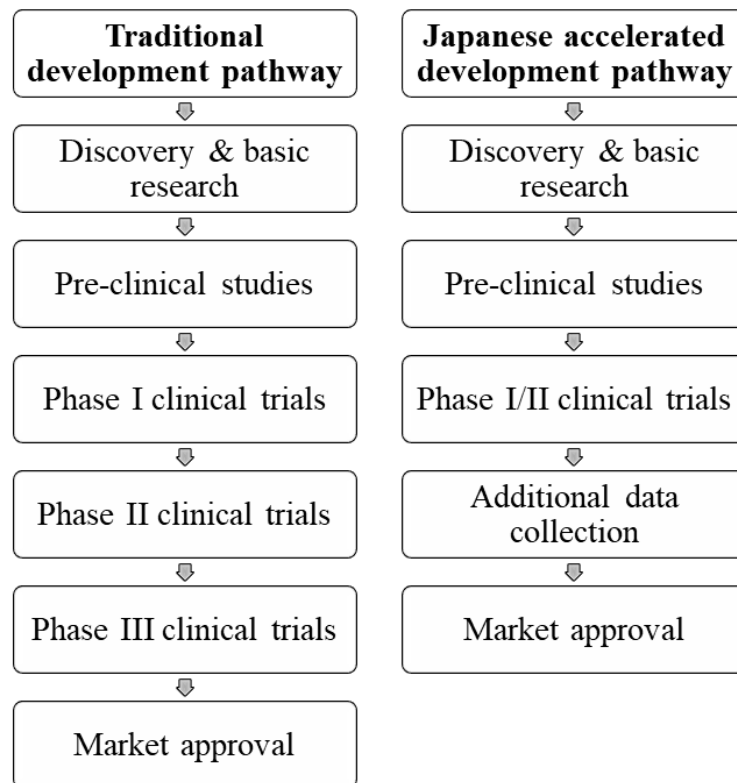 Traditional
development pathway
Discovery & basic
research
Pre-clinical studies
Phase I clinical trials
Phase II clinical trials
Phase III clinical trials
Market approval
Japanese accelerated
development pathway
Discovery & basic
research
Pre-clinical studies
Phase I/II clinical trials
Additional data
collection
Market approval